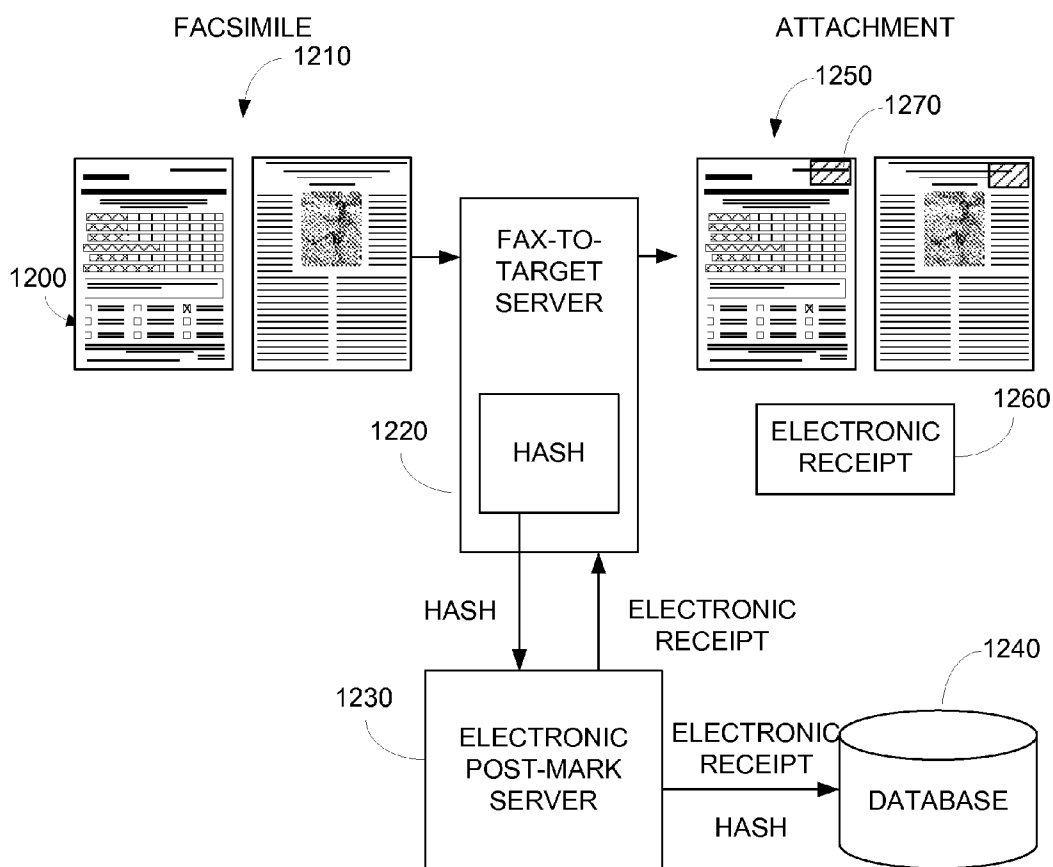 FACSIMILE
1210
ATTACHMENT
1250
1270
1200
FAX-TO-
TARGET
SERVER
1220
HASH
1260
ELECTRONIC
RECEIPT
HASH
ELECTRONIC
RECEIPT
1230
ELECTRONIC
POST-MARK
SERVER
ELECTRONIC
RECEIPT
HASH
1240
DATABASE